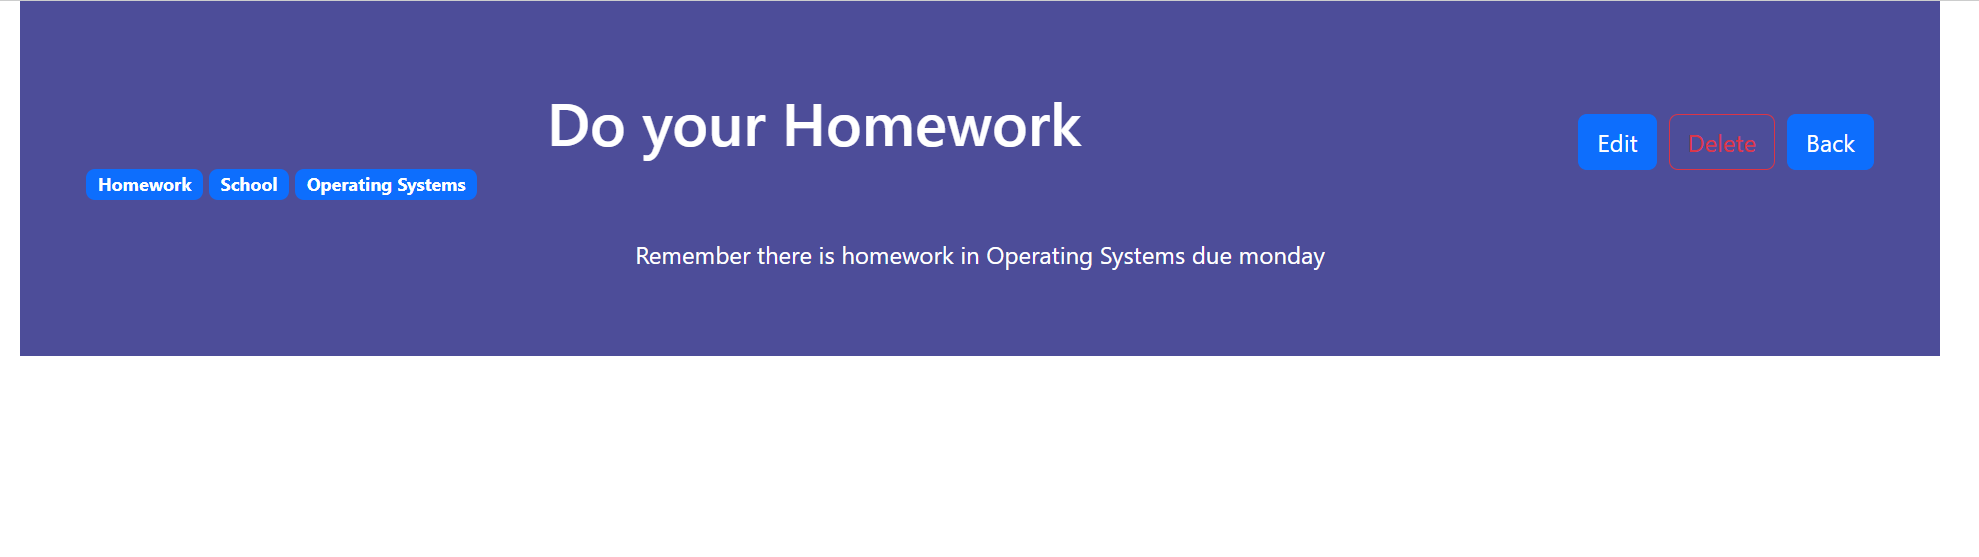 Do your Homework
Edit Delete Back
Homework School Operating Systems
Remember there is homework in Operating Systems due monday